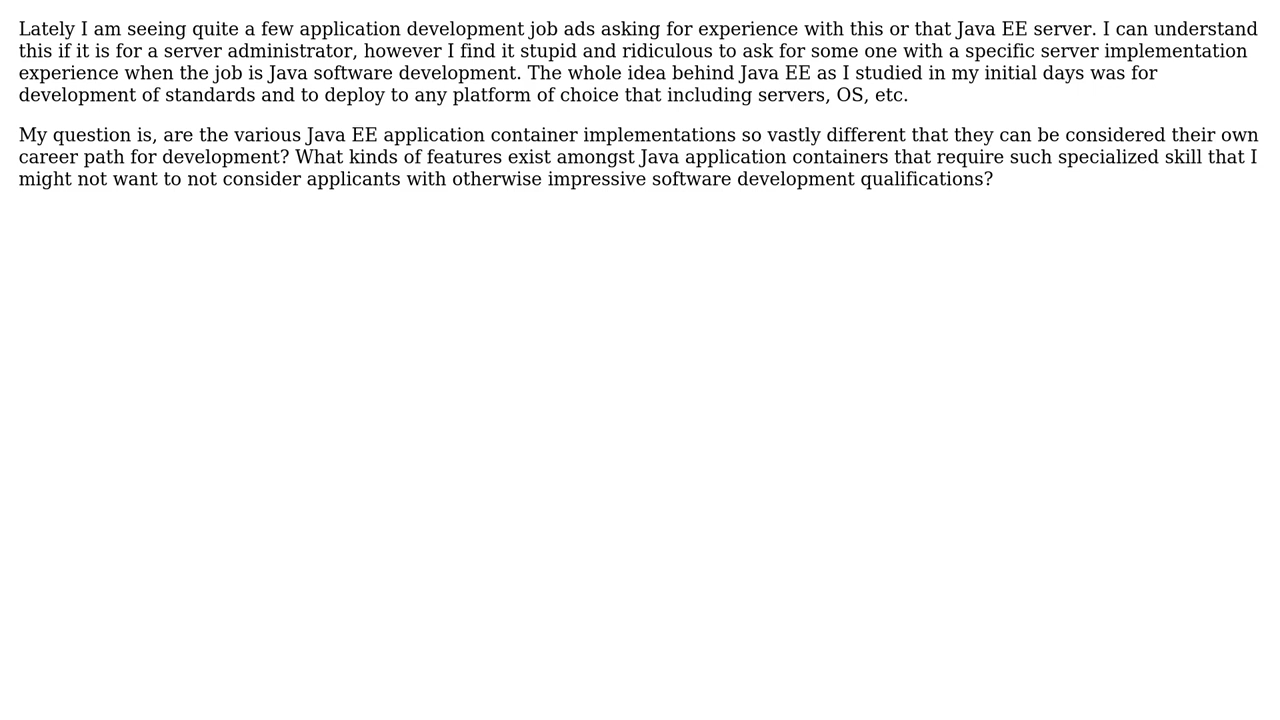 Lately I am seeing quite a few application development job ads asking for experience with this or that Java EE server. I can understand
this if it is for a server administrator, however I find it stupid and ridiculous to ask for some one with a specific server implementation
experience when the job is Java software development. The whole idea behind Java EE as I studied in my initial days was for
development of standards and to deploy to any platform of choice that including servers, OS, etc.
My question is, are the various Java EE application container implementations so vastly different that they can be considered their own
career path for development? What kinds of features exist amongst Java application containers that require such specialized skill that I
might not want to not consider applicants with otherwise impressive software development qualifications?